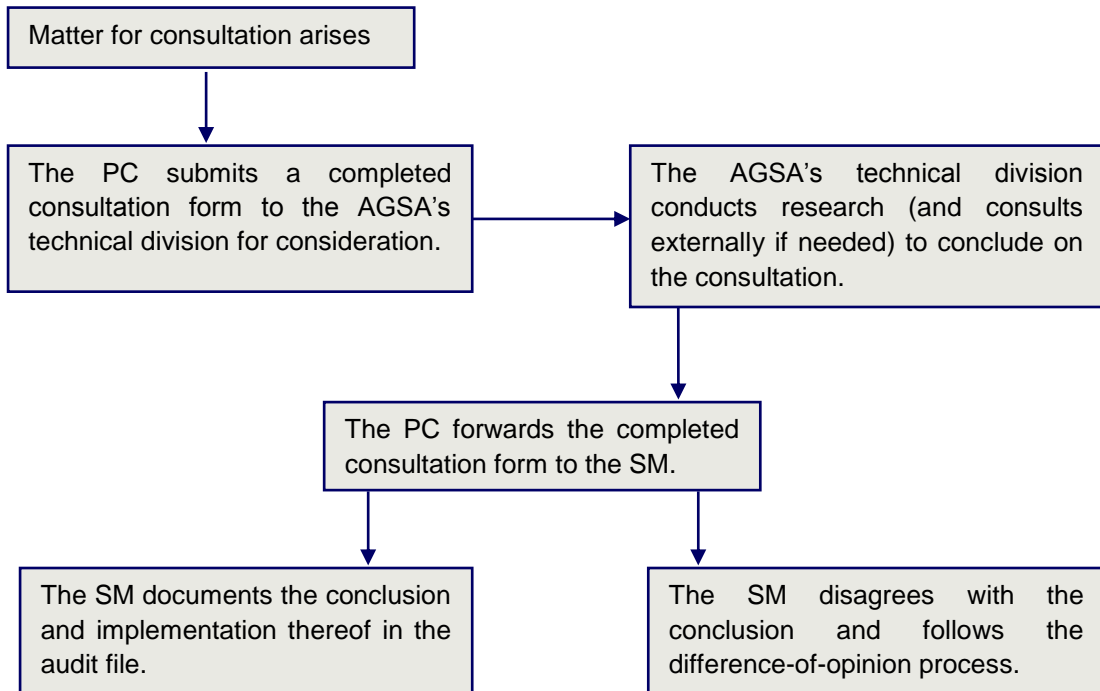 Matter for consultation arises
The PC submits a completed
consultation form to the AGSA's
technical division for consideration.
The AGSA's technical division
conducts research (and consults
externally if needed) to conclude on
the consultation.
The PC forwards the completed
consultation form to the SM.
The SM documents the conclusion
and implementation thereof in the
audit file.
The SM disagrees with the
conclusion and follows the
difference-of-opinion process.